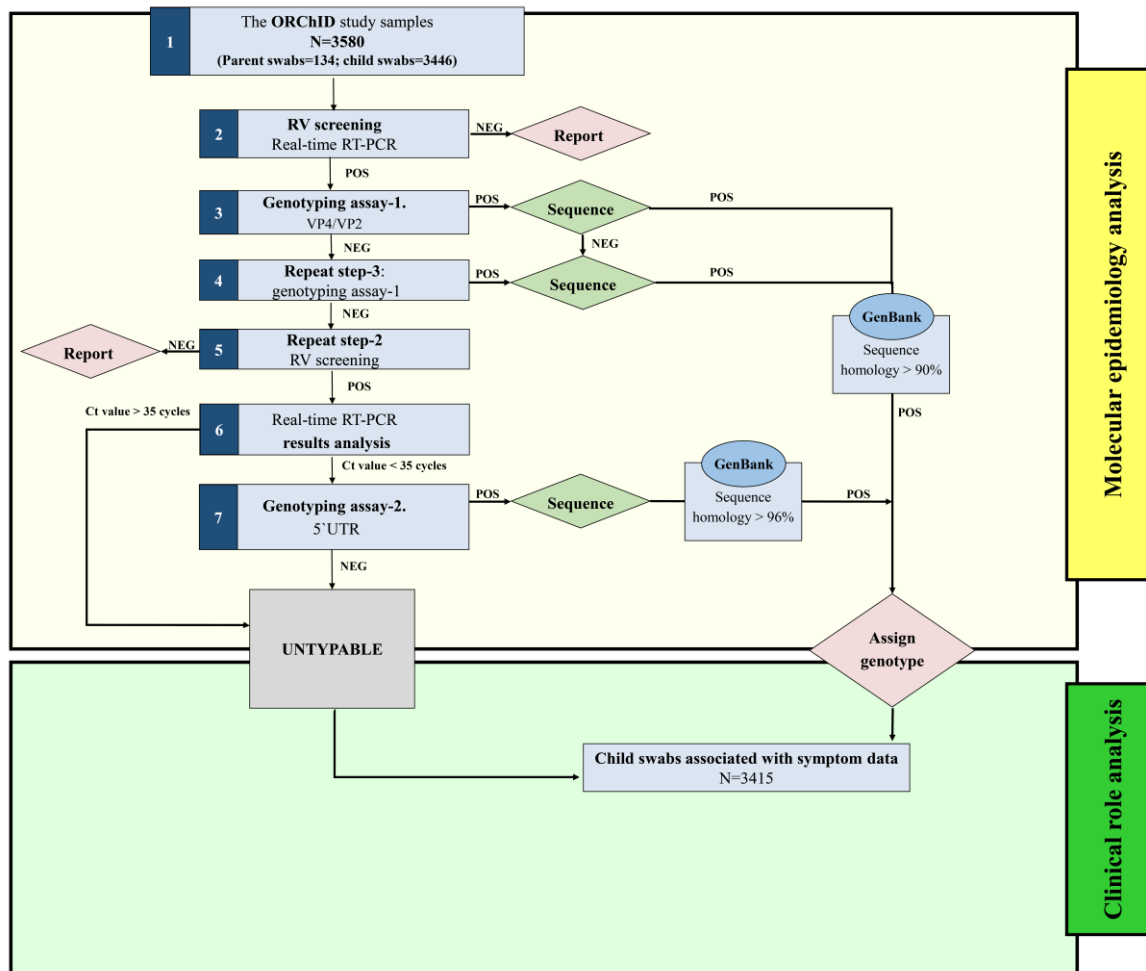 The ORChID study samples
N=3580
(Parent swabs=134; child swabs=3446)
1
2
RV screening
Real-time RT-PCR
NEG
Report
POS
3
Genotyping assay-1.
VP4/VP2
POS
Sequence
POS
NEG
NEG
4
Repeat step-3:
genotyping assay-1
POS
Sequence
POS
NEG
GenBank
Sequence
homology > 90%
POS
5
Repeat step-2
RV screening
NEG
Report
POS
Ct value > 35 cycles
6
Real-time RT-PCR
results analysis
Ct value < 35 cycles
7
Genotyping assay-2.
5`UTR
POS
Sequence
GenBank
Sequence
homology > 96%
POS
NEG
UNTYPABLE
Assign
genotype
Child swabs associated with symptom data
N=3415
Molecular epidemiology analysis
Clinical role analysis